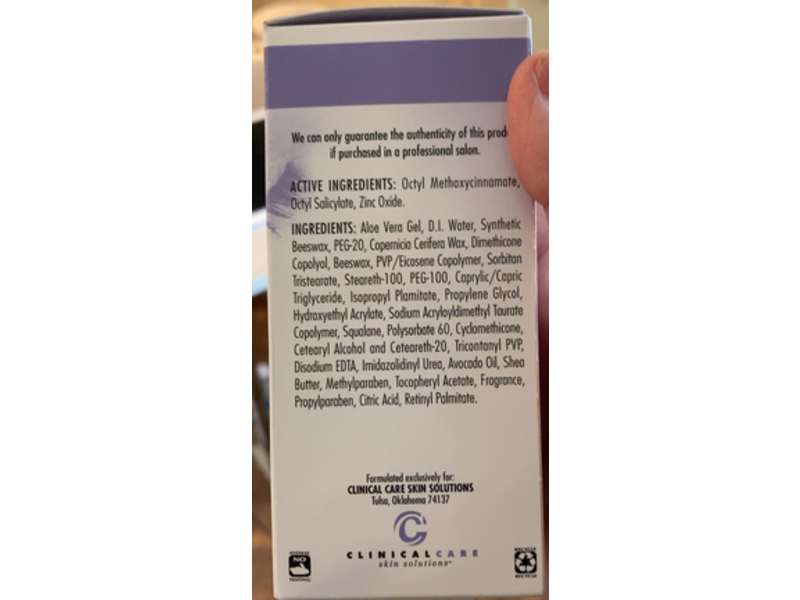 We can only guarantee the authenticity of this prod
if purchased in a professional salon.
ACTIVE INGREDIENTS: Octyl Methoxycinnamate,
Octyl Salicylate, Zinc Oxide.
INGREDIENTS: Aloe Vera Gel, D.I. Water, Synthetic
Beeswax, PEG-20, Copernicia Cerifera Wax, Dimethicone
Copolyol, Beeswax, PVP/Eicosene Copolymer, Sorbitan
Tristearate, Steareth-100, PEG-100, Caprylic/Capric
Triglyceride, Isopropyl Plamitate, Propylene Glycol,
Hydroxyethyl Acrylate, Sodium Acryloyldimethyl Taurate
Copolymer, Squalane, Polysorbate 60, Cyclomethicone,
Cetearyl Alcohol and Ceteareth-20, Tricontanyl PVP,
Disodium EDTA, Imidazolidinyl Urea, Avocado Oil, Shea
Butter, Methylparaben, Tocopheryl Acetate, Fragrance,
Propylparaben, Citric Acid, Retinyl Palmitate.
Formulated exclusively for:
CLINICAL CARE SKIN SOLUTIONS
Tulsa, Oklahoma 74137
C
CLINICALCARE
skin solutions™
NO
TESTING
RECYCLE
RECYCLE